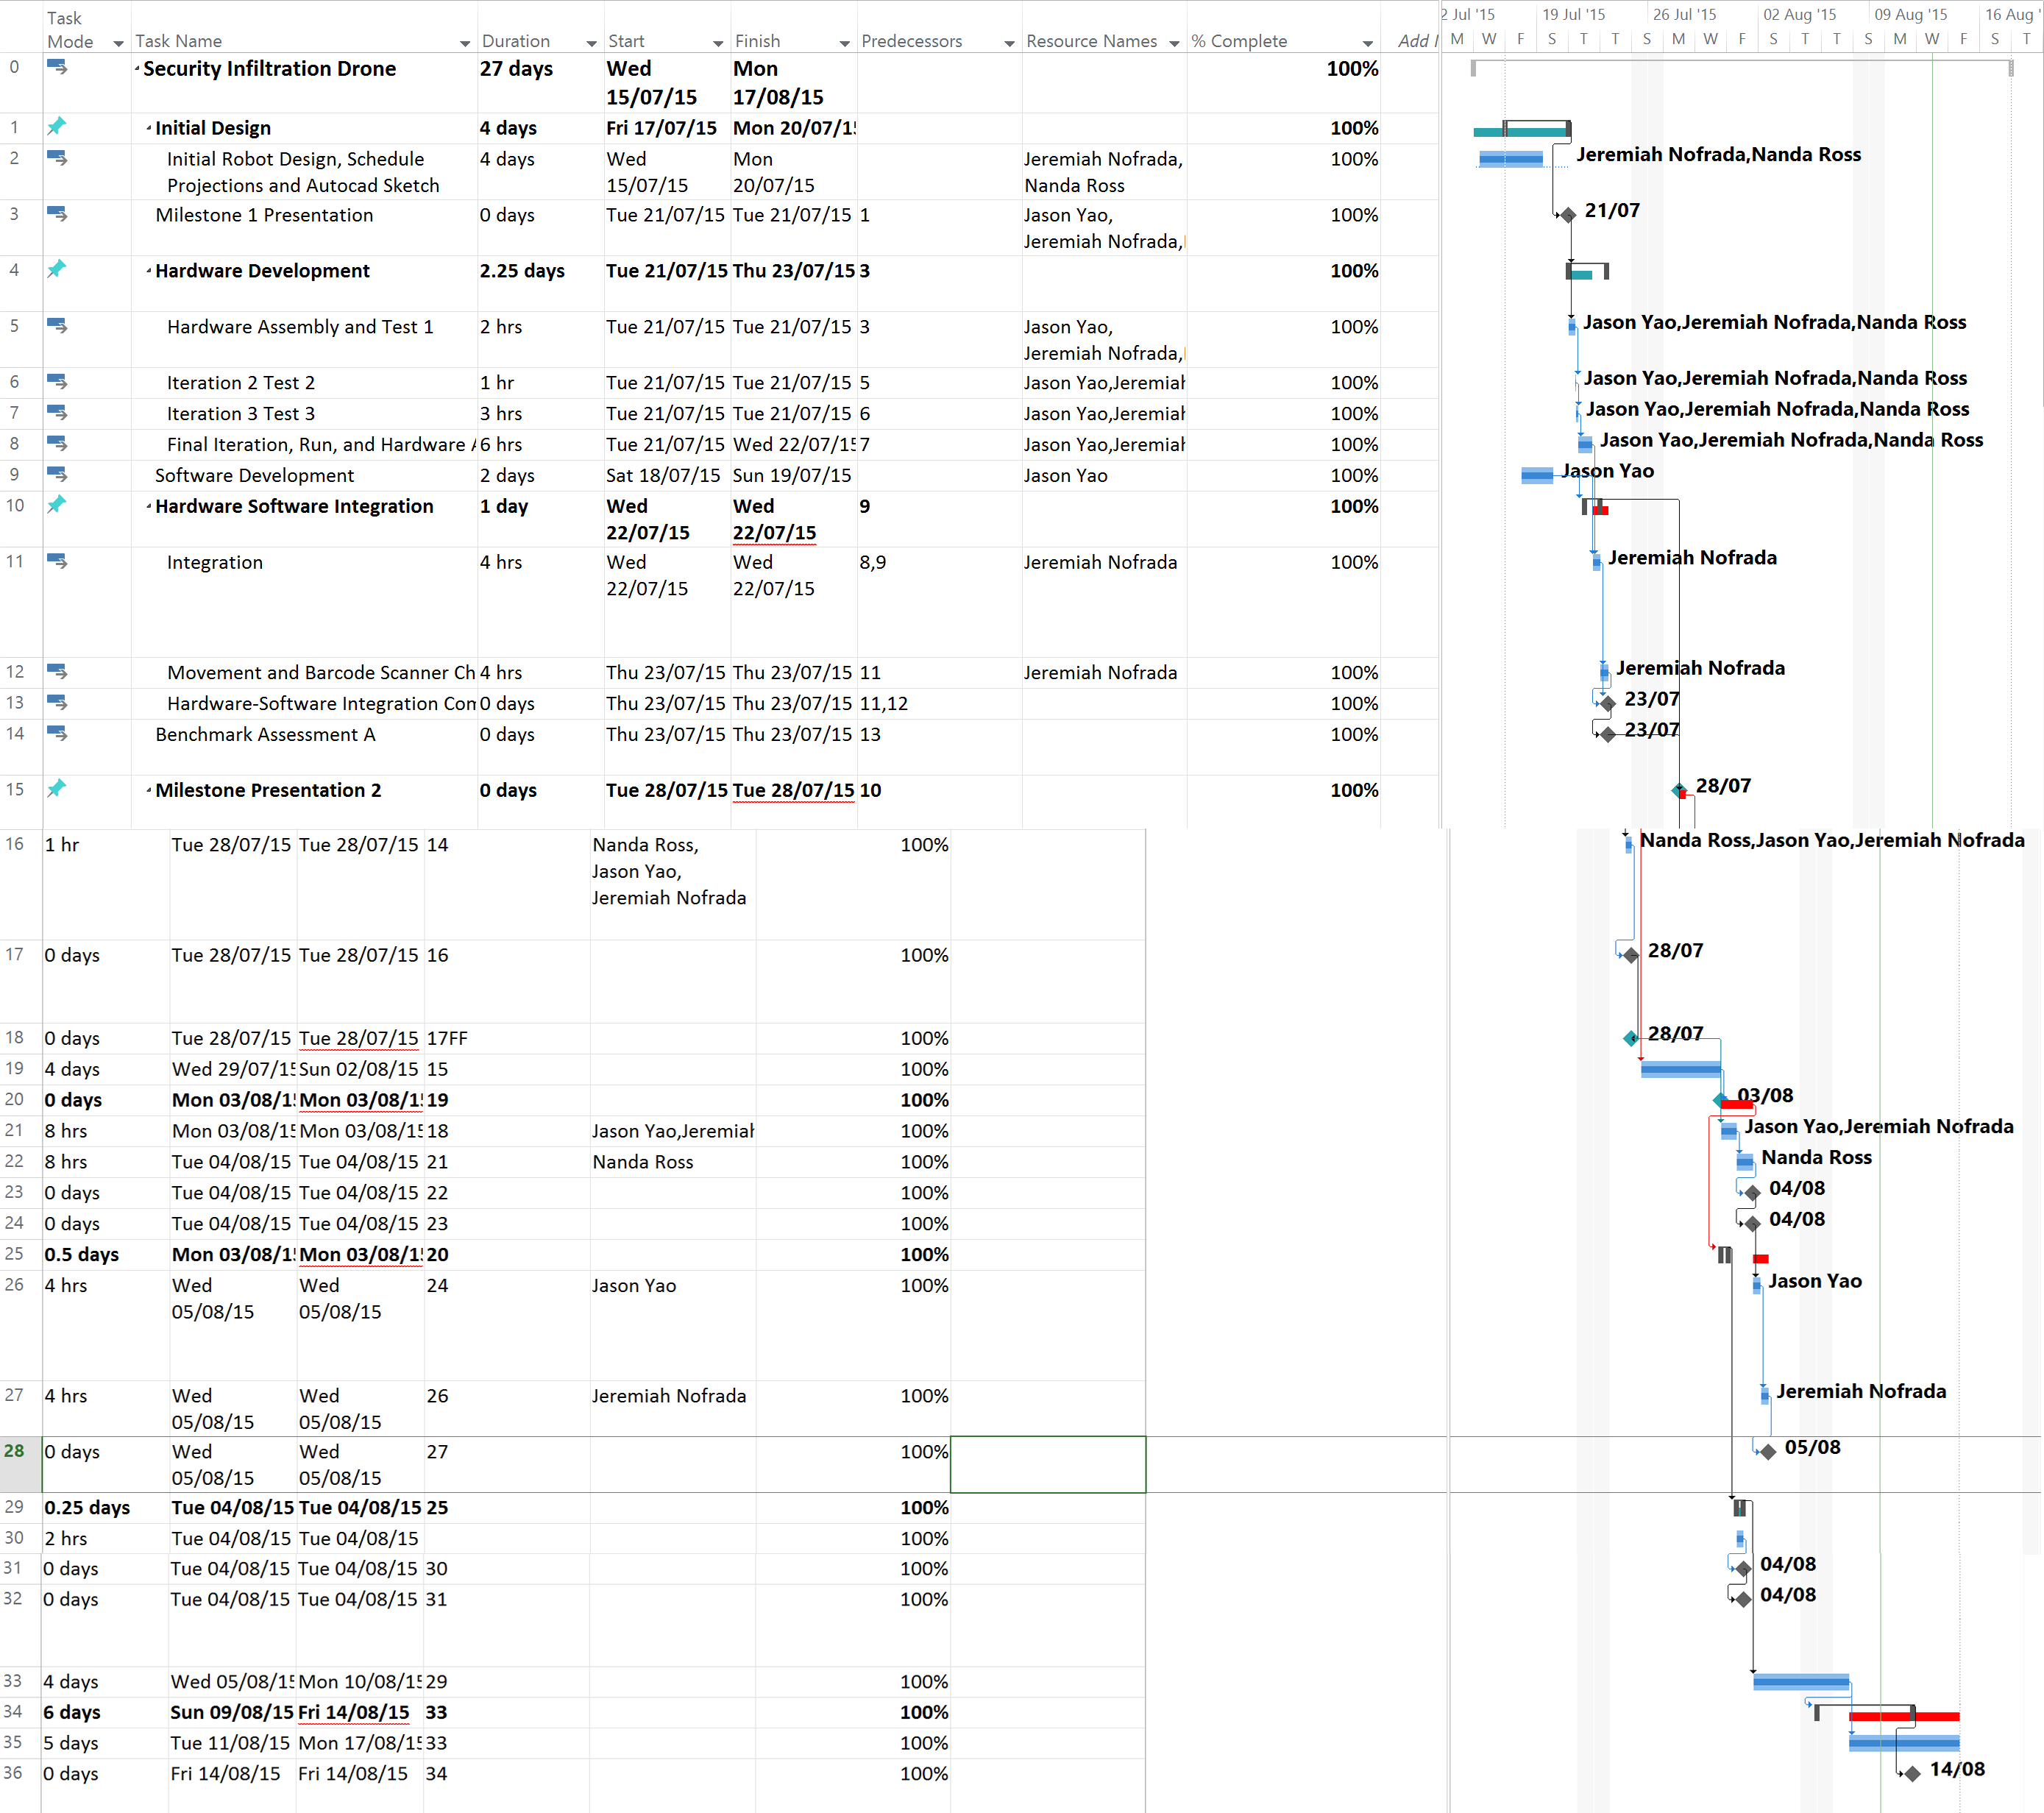 Task Mode Task Name Duration Start Finish Predecessors Resource Names % Complete Add
2 Jul '15 19 Jul '15 26 Jul '15 02 Aug '15 09 Aug '15 16 Aug '
M W F S T T S M W F S T T S M W F S T
0 Security Infiltration Drone 27 days Wed 15/07/15 Mon 17/08/15 100%
1 Initial Design 4 days Fri 17/07/15 Mon 20/07/15 100%
2 Initial Robot Design, Schedule Projections and Autocad Sketch 4 days Wed 15/07/15 Mon 20/07/15 Jeremiah Nofrada, Nanda Ross 100% Jeremiah Nofrada,Nanda Ross
3 Milestone 1 Presentation 0 days Tue 21/07/15 Tue 21/07/15 1 Jason Yao, Jeremiah Nofrada, 100% 21/07
4 Hardware Development 2.25 days Tue 21/07/15 Thu 23/07/15 3 100%
5 Hardware Assembly and Test 1 2 hrs Tue 21/07/15 Tue 21/07/15 3 Jason Yao, Jeremiah Nofrada, 100% Jason Yao,Jeremiah Nofrada,Nanda Ross
6 Iteration 2 Test 2 1 hr Tue 21/07/15 Tue 21/07/15 5 Jason Yao,Jeremiah 100% Jason Yao,Jeremiah Nofrada,Nanda Ross
7 Iteration 3 Test 3 3 hrs Tue 21/07/15 Tue 21/07/15 6 Jason Yao,Jeremiah 100% Jason Yao,Jeremiah Nofrada,Nanda Ross
8 Final Iteration, Run, and Hardware A 6 hrs Tue 21/07/15 Wed 22/07/15 7 Jason Yao,Jeremiah 100% Jason Yao,Jeremiah Nofrada,Nanda Ross
9 Software Development 2 days Sat 18/07/15 Sun 19/07/15 Jason Yao 100% Jason Yao
10 Hardware Software Integration 1 day Wed 22/07/15 Wed 22/07/15 9 100%
11 Integration 4 hrs Wed 22/07/15 Wed 22/07/15 8,9 Jeremiah Nofrada 100% Jeremiah Nofrada
12 Movement and Barcode Scanner Ch 4 hrs Thu 23/07/15 Thu 23/07/15 11 Jeremiah Nofrada 100% Jeremiah Nofrada
13 Hardware-Software Integration Com 0 days Thu 23/07/15 Thu 23/07/15 11,12 100% 23/07
14 Benchmark Assessment A 0 days Thu 23/07/15 Thu 23/07/15 13 100% 23/07
15 Milestone Presentation 2 0 days Tue 28/07/15 Tue 28/07/15 10 100% 28/07
16 1 hr Tue 28/07/15 Tue 28/07/15 14 Nanda Ross, Jason Yao, Jeremiah Nofrada 100% Nanda Ross,Jason Yao,Jeremiah Nofrada
17 0 days Tue 28/07/15 Tue 28/07/15 16 100% 28/07
18 0 days Tue 28/07/15 Tue 28/07/15 17FF 100% 28/07
19 4 days Wed 29/07/15 Sun 02/08/15 15 100%
20 0 days Mon 03/08/15 Mon 03/08/15 19 100% 03/08
21 8 hrs Mon 03/08/15 Mon 03/08/15 18 Jason Yao,Jeremiah 100% Jason Yao,Jeremiah Nofrada
22 8 hrs Tue 04/08/15 Tue 04/08/15 21 Nanda Ross 100% Nanda Ross
23 0 days Tue 04/08/15 Tue 04/08/15 22 100% 04/08
24 0 days Tue 04/08/15 Tue 04/08/15 23 100% 04/08
25 0.5 days Mon 03/08/15 Mon 03/08/15 20 100%
26 4 hrs Wed 05/08/15 Wed 05/08/15 24 Jason Yao 100% Jason Yao
27 4 hrs Wed 05/08/15 Wed 05/08/15 26 Jeremiah Nofrada 100% Jeremiah Nofrada
28 0 days Wed 05/08/15 Wed 05/08/15 27 100% 05/08
29 0.25 days Tue 04/08/15 Tue 04/08/15 25 100%
30 2 hrs Tue 04/08/15 Tue 04/08/15 100%
31 0 days Tue 04/08/15 Tue 04/08/15 30 100% 04/08
32 0 days Tue 04/08/15 Tue 04/08/15 31 100% 04/08
33 4 days Wed 05/08/15 Mon 10/08/15 29 100%
34 6 days Sun 09/08/15 Fri 14/08/15 33 100%
35 5 days Tue 11/08/15 Mon 17/08/15 33 100%
36 0 days Fri 14/08/15 Fri 14/08/15 34 100% 14/08